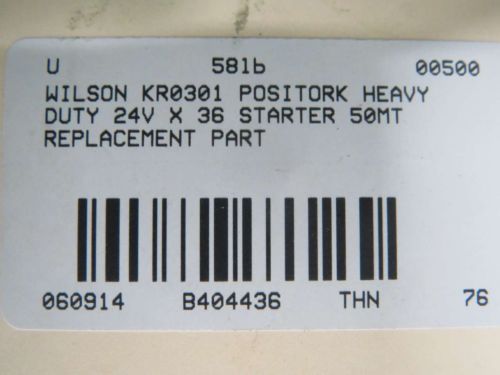 U 581b 00500
WILSON KR0301 POSITORK HEAVY
DUTY 24V X 36 STARTER 50MT
REPLACEMENT PART
060914 B404436 THN 76